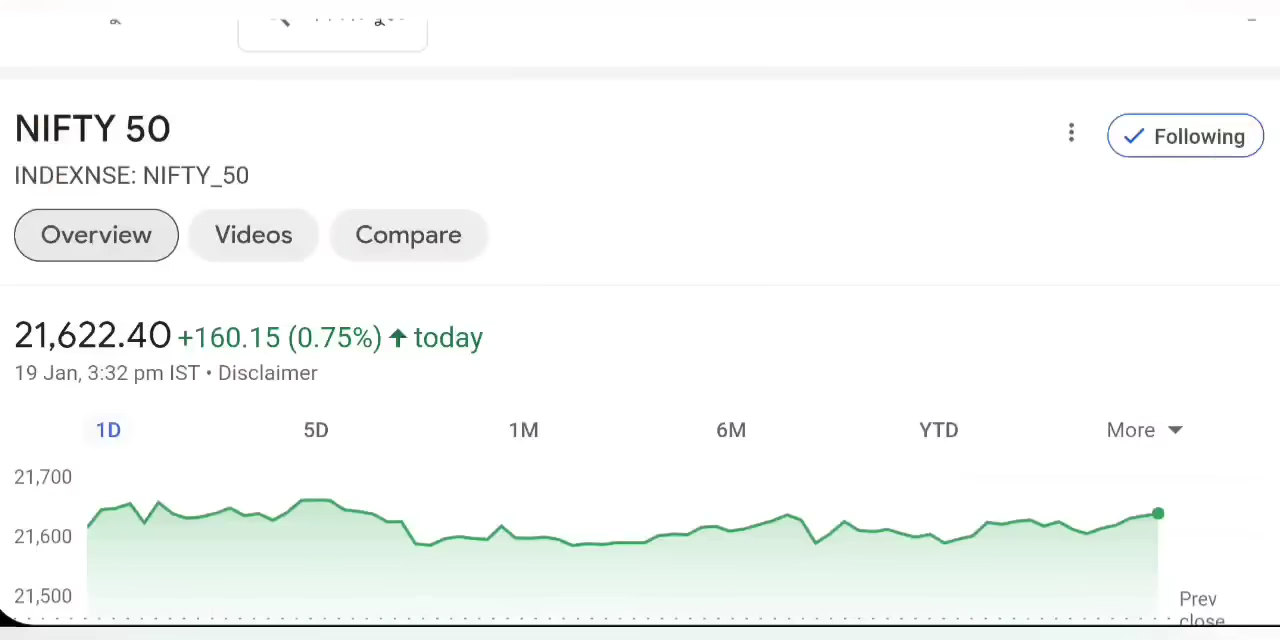 NIFTY 50
Following
INDEXNSE: NIFTY_50
Overview Videos Compare
21,622.40 +160.15 (0.75%) ↑ today
19 Jan, 3:32 pm IST • Disclaimer
1D 5D 1M 6M YTD More
21,700
21,600
21,500
Prev
close